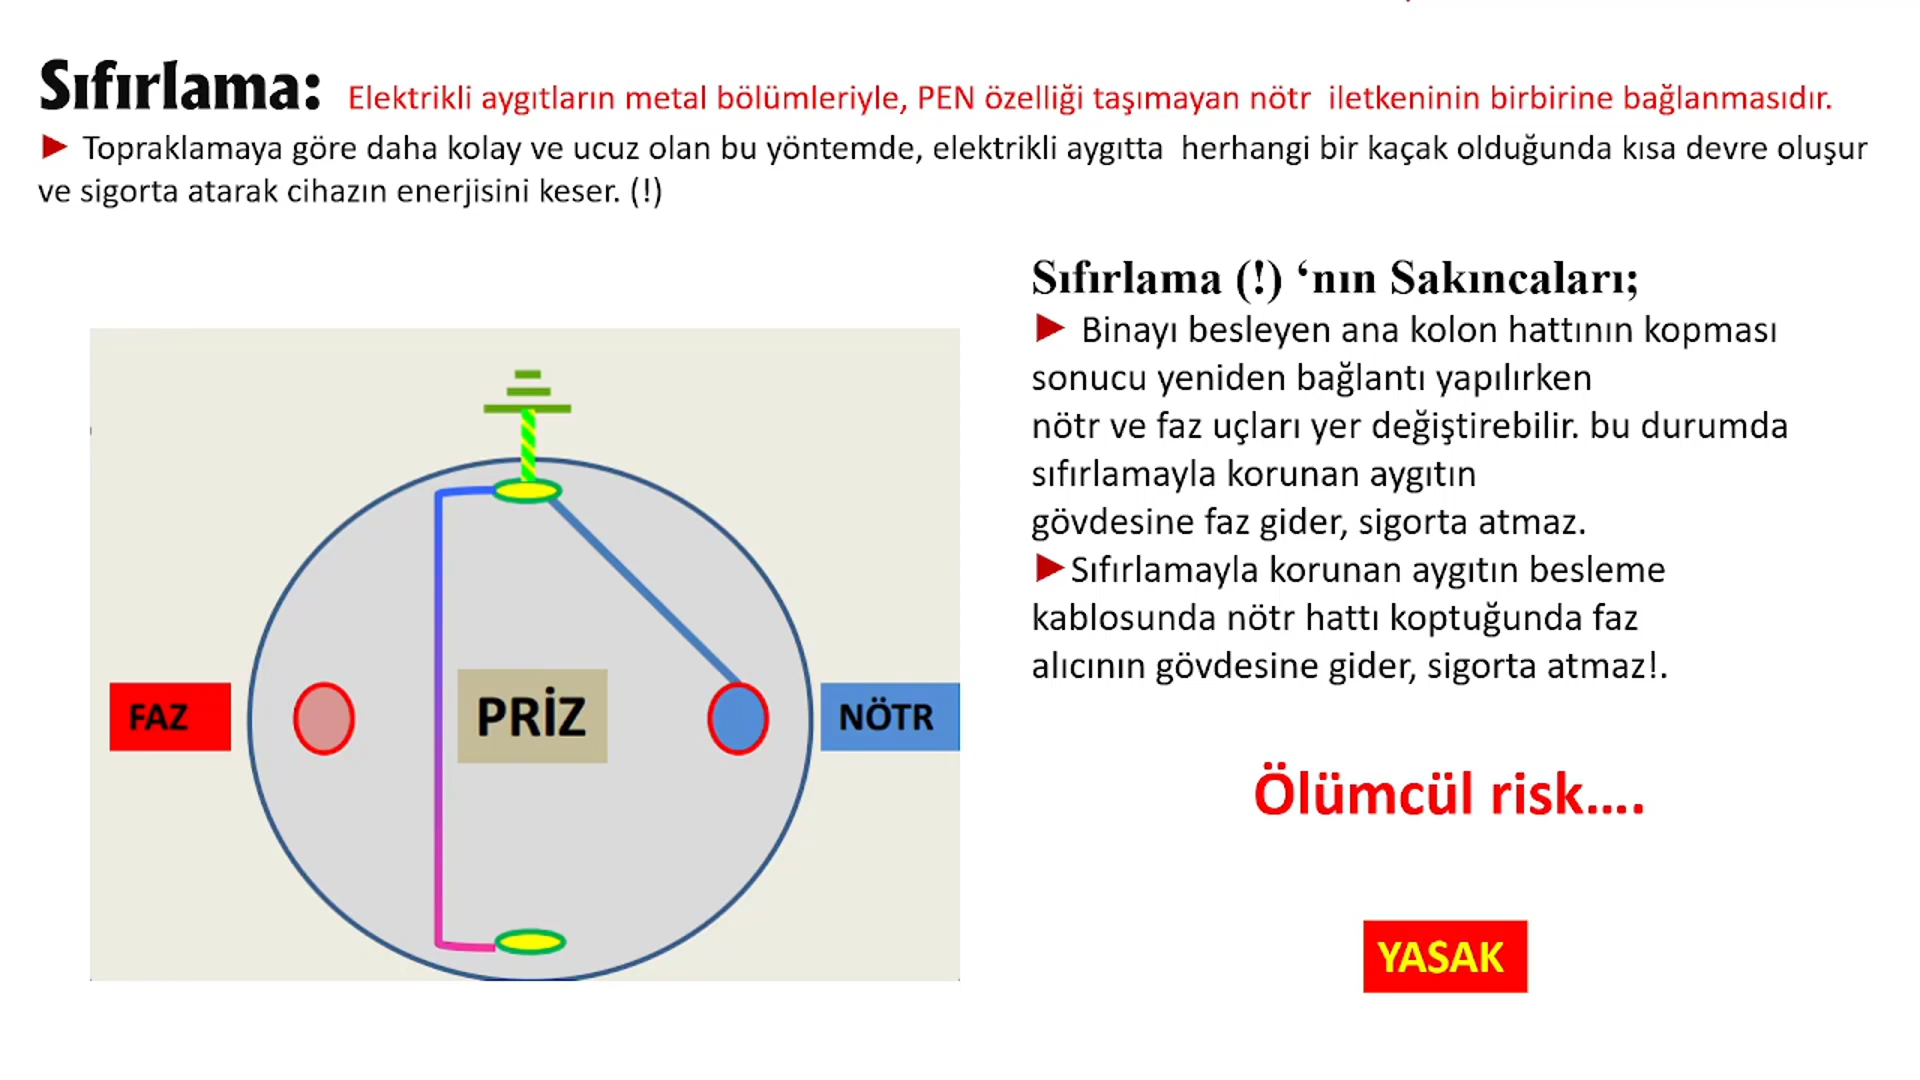 Sıfırlama: Elektrikli aygıtların metal bölümleriyle, PEN özelliği taşımayan nötr iletkeninin birbirine bağlanmasıdır.
► Topraklamaya göre daha kolay ve ucuz olan bu yöntemde, elektrikli aygıtta herhangi bir kaçak olduğunda kısa devre oluşur
ve sigorta atarak cihazın enerjisini keser. (!)
Sıfırlama (!) ‘nın Sakıncaları;
► Binayı besleyen ana kolon hattının kopması
sonucu yeniden bağlantı yapılırken
nötr ve faz uçları yer değiştirebilir. bu durumda
sıfırlamayla korunan aygıtın
gövdesine faz gider, sigorta atmaz.
►Sıfırlamayla korunan aygıtın besleme
kablosunda nötr hattı koptuğunda faz
alıcının gövdesine gider, sigorta atmaz!.
FAZ
PRİZ
NÖTR
Ölümcül risk....
YASAK